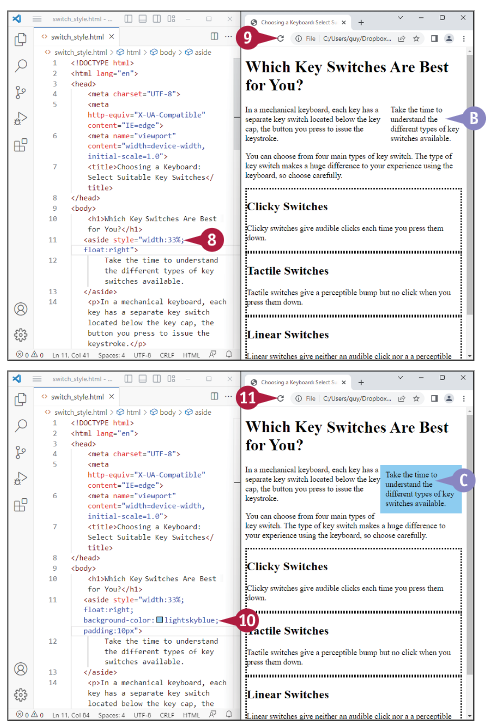 switch_style.html - ...
switch_style.html ×
switch_style.html > html > body > aside
1 <!DOCTYPE html>
2 <html lang="en">
3 <head>
4 <meta charset="UTF-8">
5 <meta
http-equiv="X-UA-Compatible"
content="IE=edge">
6 <meta name="viewport"
content="width=device-width,
initial-scale=1.0">
7 <title>Choosing a Keyboard:
Select Suitable Key Switches</
title>
8 </head>
9 <body>
10 <h1>Which Key Switches Are Best
for You?</h1>
11 <aside style="width:33%;
float:right">
12 Take the time to understand
the different types of key
switches available.
13 </aside>
14 <p>In a mechanical keyboard, each
key has a separate key switch
located below the key cap, the
button you press to issue the
keystroke.</p>
0 0 Ln 11, Col 41 Spaces: 4 UTF-8 CRLF HTML
8
Choosing a Keyboard Select Su
9
File C:/Users/guy/Dropbox...
Which Key Switches Are Best
for You?
In a mechanical keyboard, each key has a
separate key switch located below the key
cap, the button you press to issue the
keystroke.
Take the time to
understand the
different types of key
switches available.
B
You can choose from four main types of key switch. The type of
key switch makes a huge difference to your experience using the
keyboard, so choose carefully.
Clicky Switches
Clicky switches give audible clicks each time you press them
down.
Tactile Switches
Tactile switches give a perceptible bump but no click when you
press them down.
Linear Switches
Linear switches give neither an audible click nor a a perceptible
switch_style.html - ...
switch_style.html ×
switch_style.html > html > body > aside
1 <!DOCTYPE html>
2 <html lang="en">
3 <head>
4 <meta charset="UTF-8">
5 <meta
http-equiv="X-UA-Compatible"
content="IE=edge">
6 <meta name="viewport"
content="width=device-width,
initial-scale=1.0">
7 <title>Choosing a Keyboard:
Select Suitable Key Switches</
title>
8 </head>
9 <body>
10 <h1>Which Key Switches Are Best
for You?</h1>
11 <aside style="width:33%;
float:right;
background-color: lightskyblue;
padding:10px">
12 Take the time to understand
the different types of key
switches available.
13 </aside>
14 <p>In a mechanical keyboard, each
key has a separate key switch
located below the key cap, the
0 0 Ln 11, Col 84 Spaces: 4 UTF-8 CRLF HTML
10
Choosing a Keyboard Select Su
11
File C:/Users/guy/Dropbox...
Which Key Switches Are Best
for You?
In a mechanical keyboard, each key has a
separate key switch located below the key
cap, the button you press to issue the
keystroke.
Take the time to
understand the
different types of key
switches available.
C
You can choose from four main types of
key switch. The type of key switch makes a huge difference to
your experience using the keyboard, so choose carefully.
Clicky Switches
Clicky switches give audible clicks each time you press them
down.
Tactile Switches
Tactile switches give a perceptible bump but no click when you
press them down.
Linear Switches
Linear switches give neither an audible click nor a a perceptible